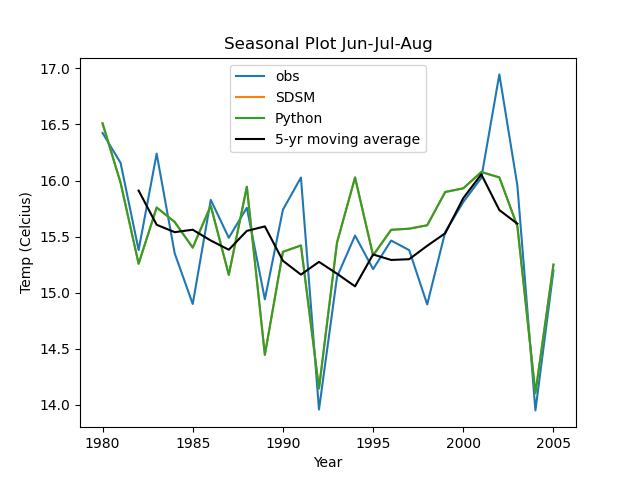 Seasonal Plot Jun-Jul-Aug
17.0
16.5
16.0
15.5
15.0
14.5
14.0
Temp (Celcius)
obs
SDSM
Python
5-yr moving average
1980 1985 1990 1995 2000 2005
Year